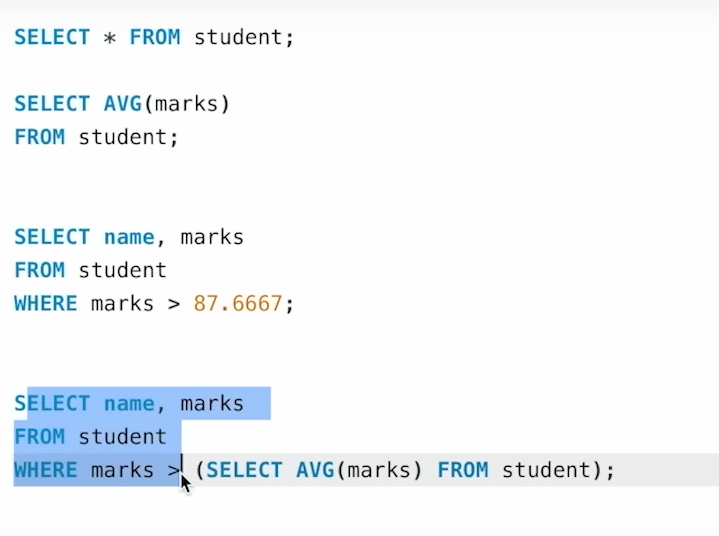 SELECT * FROM student;
SELECT AVG(marks)
FROM student;
SELECT name, marks
FROM student
WHERE marks > 87.6667;
SELECT name, marks
FROM student
WHERE marks > (SELECT AVG(marks) FROM student);